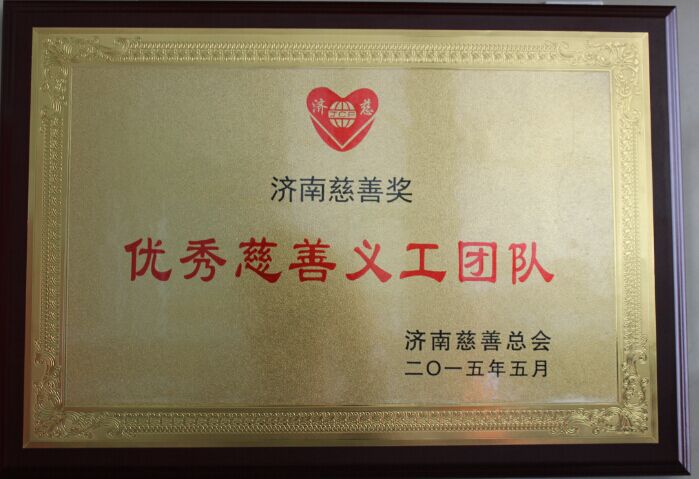 济 慈
JCF
济南慈善奖
优秀慈善义工团队
济南慈善总会
二〇一五年五月